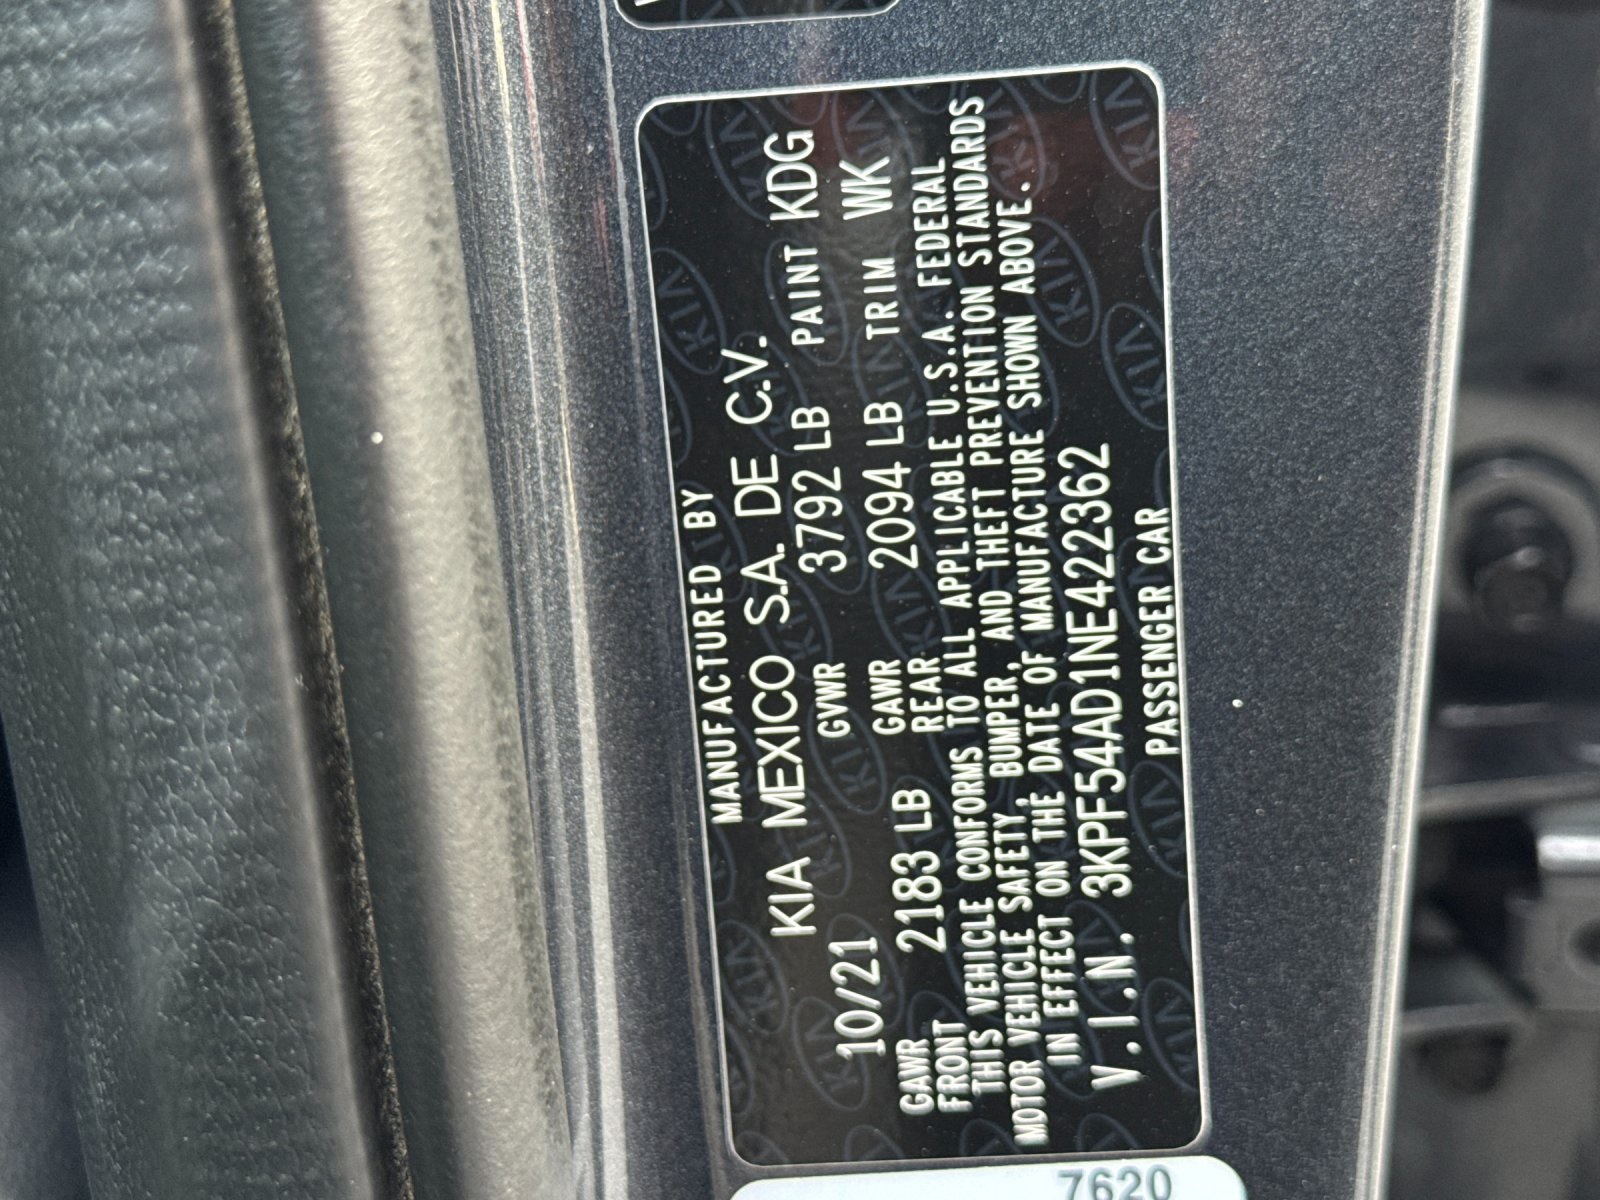 MANUFACTURED BY
KIA MEXICO S.A. DE C.V.
10/21 GVWR 3792 LB PAINT KDG
GAWR FRONT 2183 LB GAWR REAR 2094 LB TRIM WK
THIS VEHICLE CONFORMS TO ALL APPLICABLE U.S.A. FEDERAL
MOTOR VEHICLE SAFETY, BUMPER, AND THEFT PREVENTION STANDARDS
IN EFFECT ON THE DATE OF MANUFACTURE SHOWN ABOVE.
V.I.N. 3KPF54AD1NE422362
PASSENGER CAR
7620